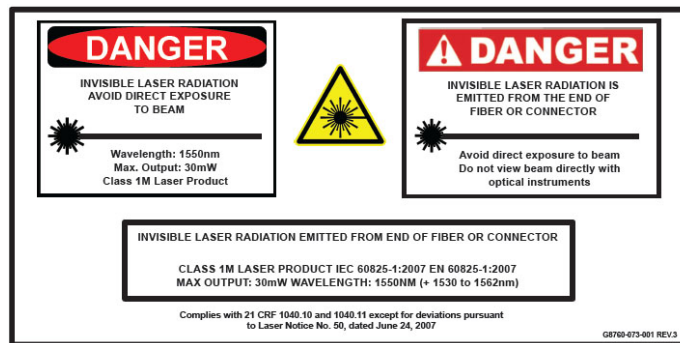 DANGER
INVISIBLE LASER RADIATION
AVOID DIRECT EXPOSURE
TO BEAM
Wavelength: 1550nm
Max. Output: 30mW
Class 1M Laser Product
DANGER
INVISIBLE LASER RADIATION IS
EMITTED FROM THE END OF
FIBER OR CONNECTOR
Avoid direct exposure to beam
Do not view beam directly with
optical instruments
INVISIBLE LASER RADIATION EMITTED FROM END OF FIBER OR CONNECTOR
CLASS 1M LASER PRODUCT IEC 60825-1:2007 EN 60825-1:2007
MAX OUTPUT: 30mW WAVELENGTH: 1550NM (+ 1530 to 1562nm)
Complies with 21 CRF 1040.10 and 1040.11 except for deviations pursuant
to Laser Notice No. 50, dated June 24, 2007
G8760-073-001 REV.3